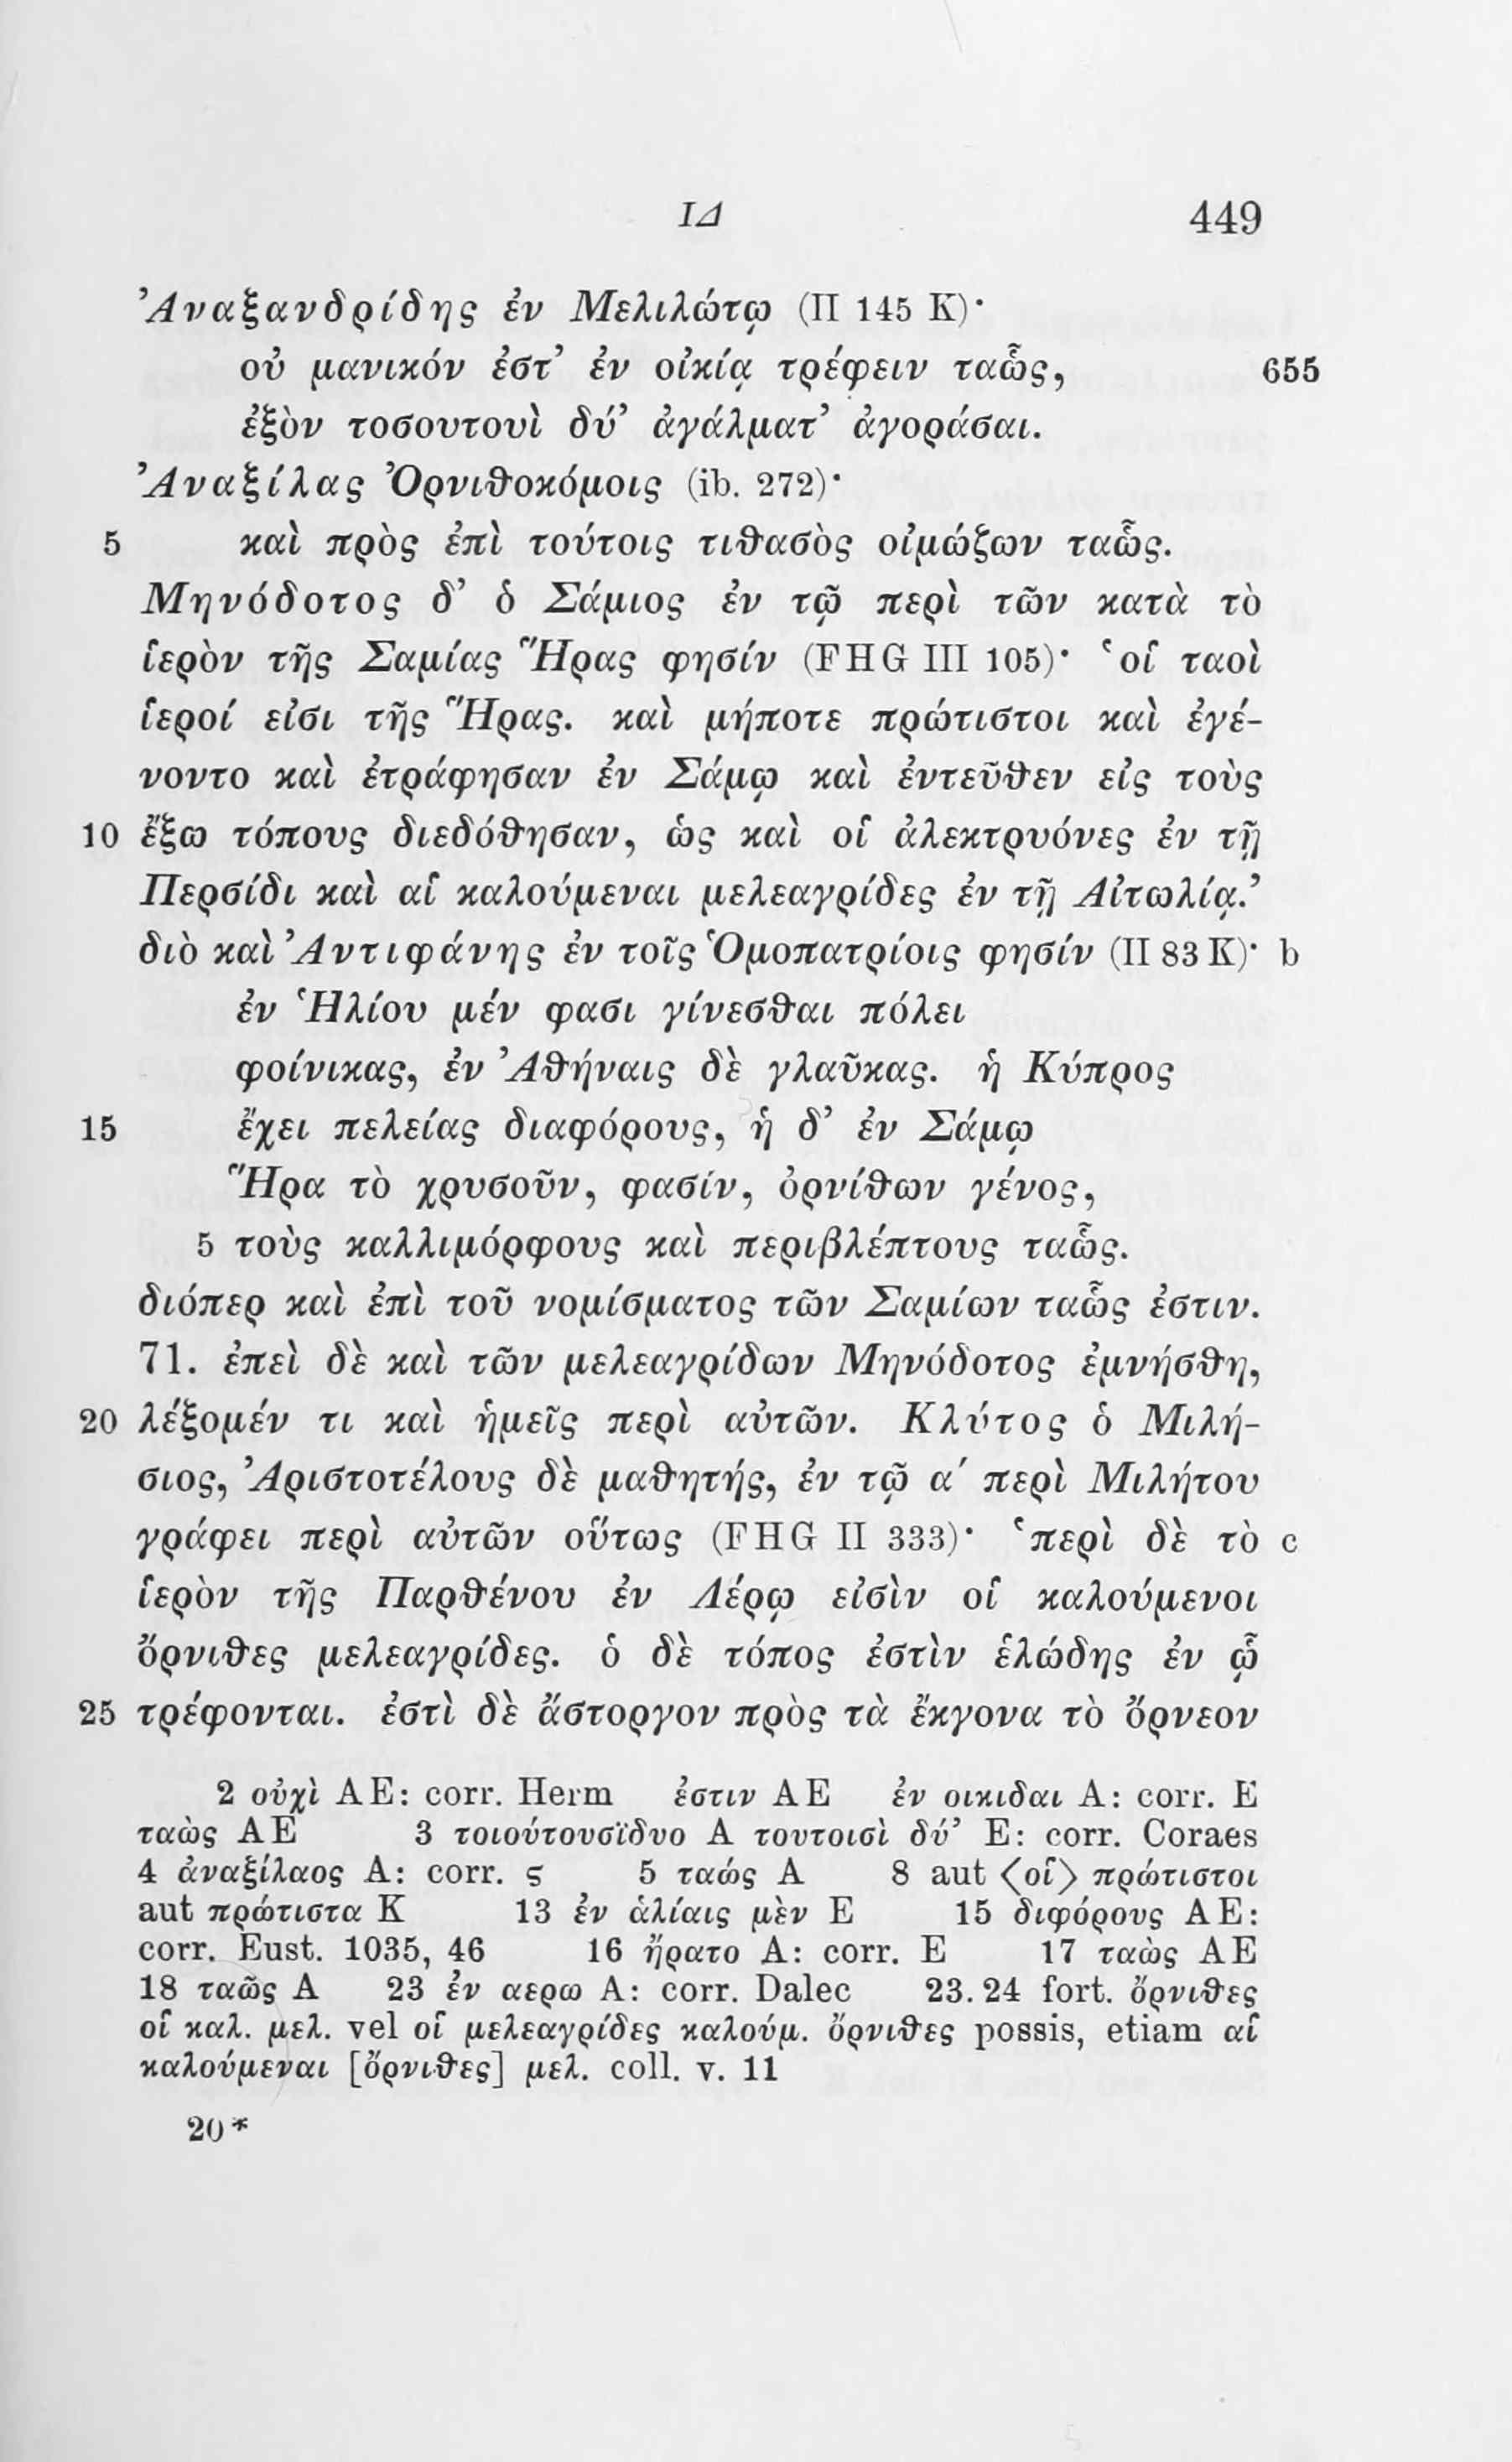 ΙΔ 449
Ἀναξανδρίδης ἐν Μελιλώτῳ (II 145 K)·
οὐ μανικόν ἐστ’ ἐν οἰκίᾳ τρέφειν ταὧς, 655
ἐξὸν τοσουτουὶ δύ’ ἀγάλματ’ ἀγοράσαι.
Ἀναξίλας Ὀρνιθοκόμοις (ib. 272)·
5 καὶ πρὸς ἐπὶ τούτοις τιθασὸς οἰμώζων ταὧς.
Μηνόδοτος δ’ ὁ Σάμιος ἐν τῷ περὶ τῶν κατὰ τὸ
ἱερὸν τῆς Σαμίας Ἥρας φησίν (FHG III 105)· ‘οἱ ταοὶ
ἱεροί εἰσι τῆς Ἥρας. καὶ μήποτε πρώτιστοι καὶ ἐγέ-
νοντο καὶ ἐτράφησαν ἐν Σάμῳ καὶ ἐντεῦθεν εἰς τοὺς
10 ἔξω τόπους διεδόθησαν, ὡς καὶ οἱ ἀλεκτρυόνες ἐν τῇ
Περσίδι καὶ αἱ καλούμεναι μελεαγρίδες ἐν τῇ Αἰτωλίᾳ.’
διὸ καὶ Ἀντιφάνης ἐν τοῖς Ὁμοπατρίοις φησίν (II 83 K)· b
ἐν Ἡλίου μέν φασι γίνεσθαι πόλει
φοίνικας, ἐν Ἀθήναις δὲ γλαῦκας. ἡ Κύπρος
15 ἔχει πελείας διαφόρους, ἡ δ’ ἐν Σάμῳ
Ἥρα τὸ χρυσοῦν, φασίν, ὀρνίθων γένος,
5 τοὺς καλλιμόρφους καὶ περιβλέπτους ταὧς.
διόπερ καὶ ἐπὶ τοῦ νομίσματος τῶν Σαμίων ταὧς ἐστιν.
71. ἐπεὶ δὲ καὶ τῶν μελεαγρίδων Μηνόδοτος ἐμνήσθη,
20 λέξομέν τι καὶ ἡμεῖς περὶ αὐτῶν. Κλύτος ὁ Μιλή-
σιος, Ἀριστοτέλους δὲ μαθητής, ἐν τῷ α′ περὶ Μιλήτου
γράφει περὶ αὐτῶν οὕτως (FHG II 333)· ‘περὶ δὲ τὸ c
ἱερὸν τῆς Παρθένου ἐν Λέρῳ εἰσὶν οἱ καλούμενοι
ὄρνιθες μελεαγρίδες. ὁ δὲ τόπος ἐστὶν ἑλώδης ἐν ᾧ
25 τρέφονται. ἐστὶ δὲ ἄστοργον πρὸς τὰ ἔκγονα τὸ ὄρνεον
2 οὐχὶ AE: corr. Herm ἐστιν AE ἐν οικιδαι A: corr. E
ταὼς AE 3 τοιούτουσϊδυο A τουτοισὶ δύ’ E: corr. Coraes
4 ἀναξίλαος A: corr. ς 5 ταώς A 8 aut ⟨οἱ⟩ πρώτιστοι
aut πρώτιστα K 13 ἐν ἁλίαις μὲν E 15 διφόρους AE:
corr. Eust. 1035, 46 16 ἤρατο A: corr. E 17 ταὼς AE
18 ταῶς A 23 ἐν αερω A: corr. Dalec 23. 24 fort. ὄρνιθες
οἱ καλ. μελ. vel οἱ μελεαγρίδες καλούμ. ὄρνιθες possis, etiam αἱ
καλούμεναι [ὄρνιθες] μελ. coll. v. 11
20*